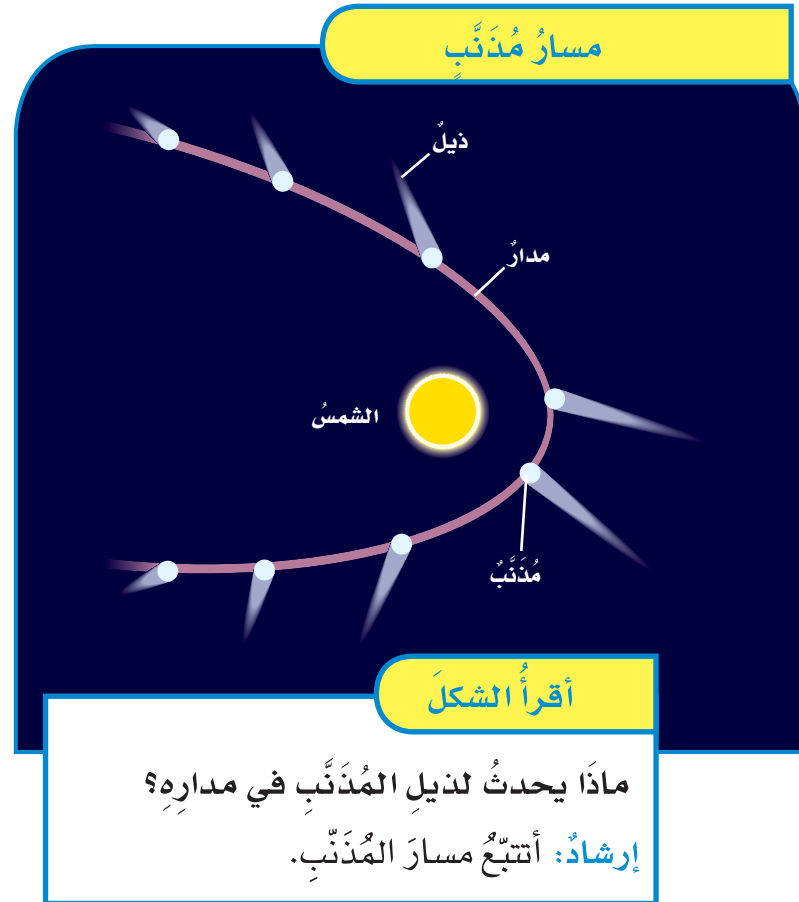 مسارُ مُذَنَّبٍ
ذيلٌ
مدارٌ
الشمسُ
مُذَنَّبٌ
أقرأُ الشكلَ
ماذَا يحدثُ لذيلِ المُذَنَّبِ في مدارِهِ؟
إرشادٌ: أتتبّعُ مسارَ المُذَنّبِ.